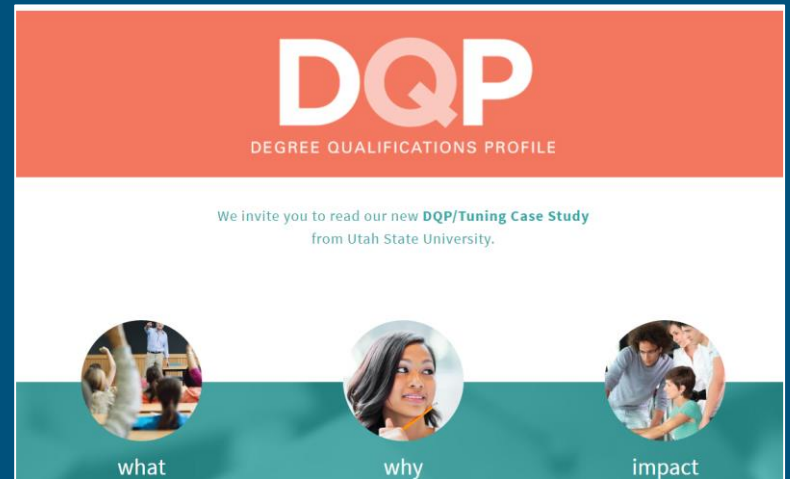 DQP
DEGREE QUALIFICATIONS PROFILE
We invite you to read our new DQP/Tuning Case Study
from Utah State University.
what
why
impact